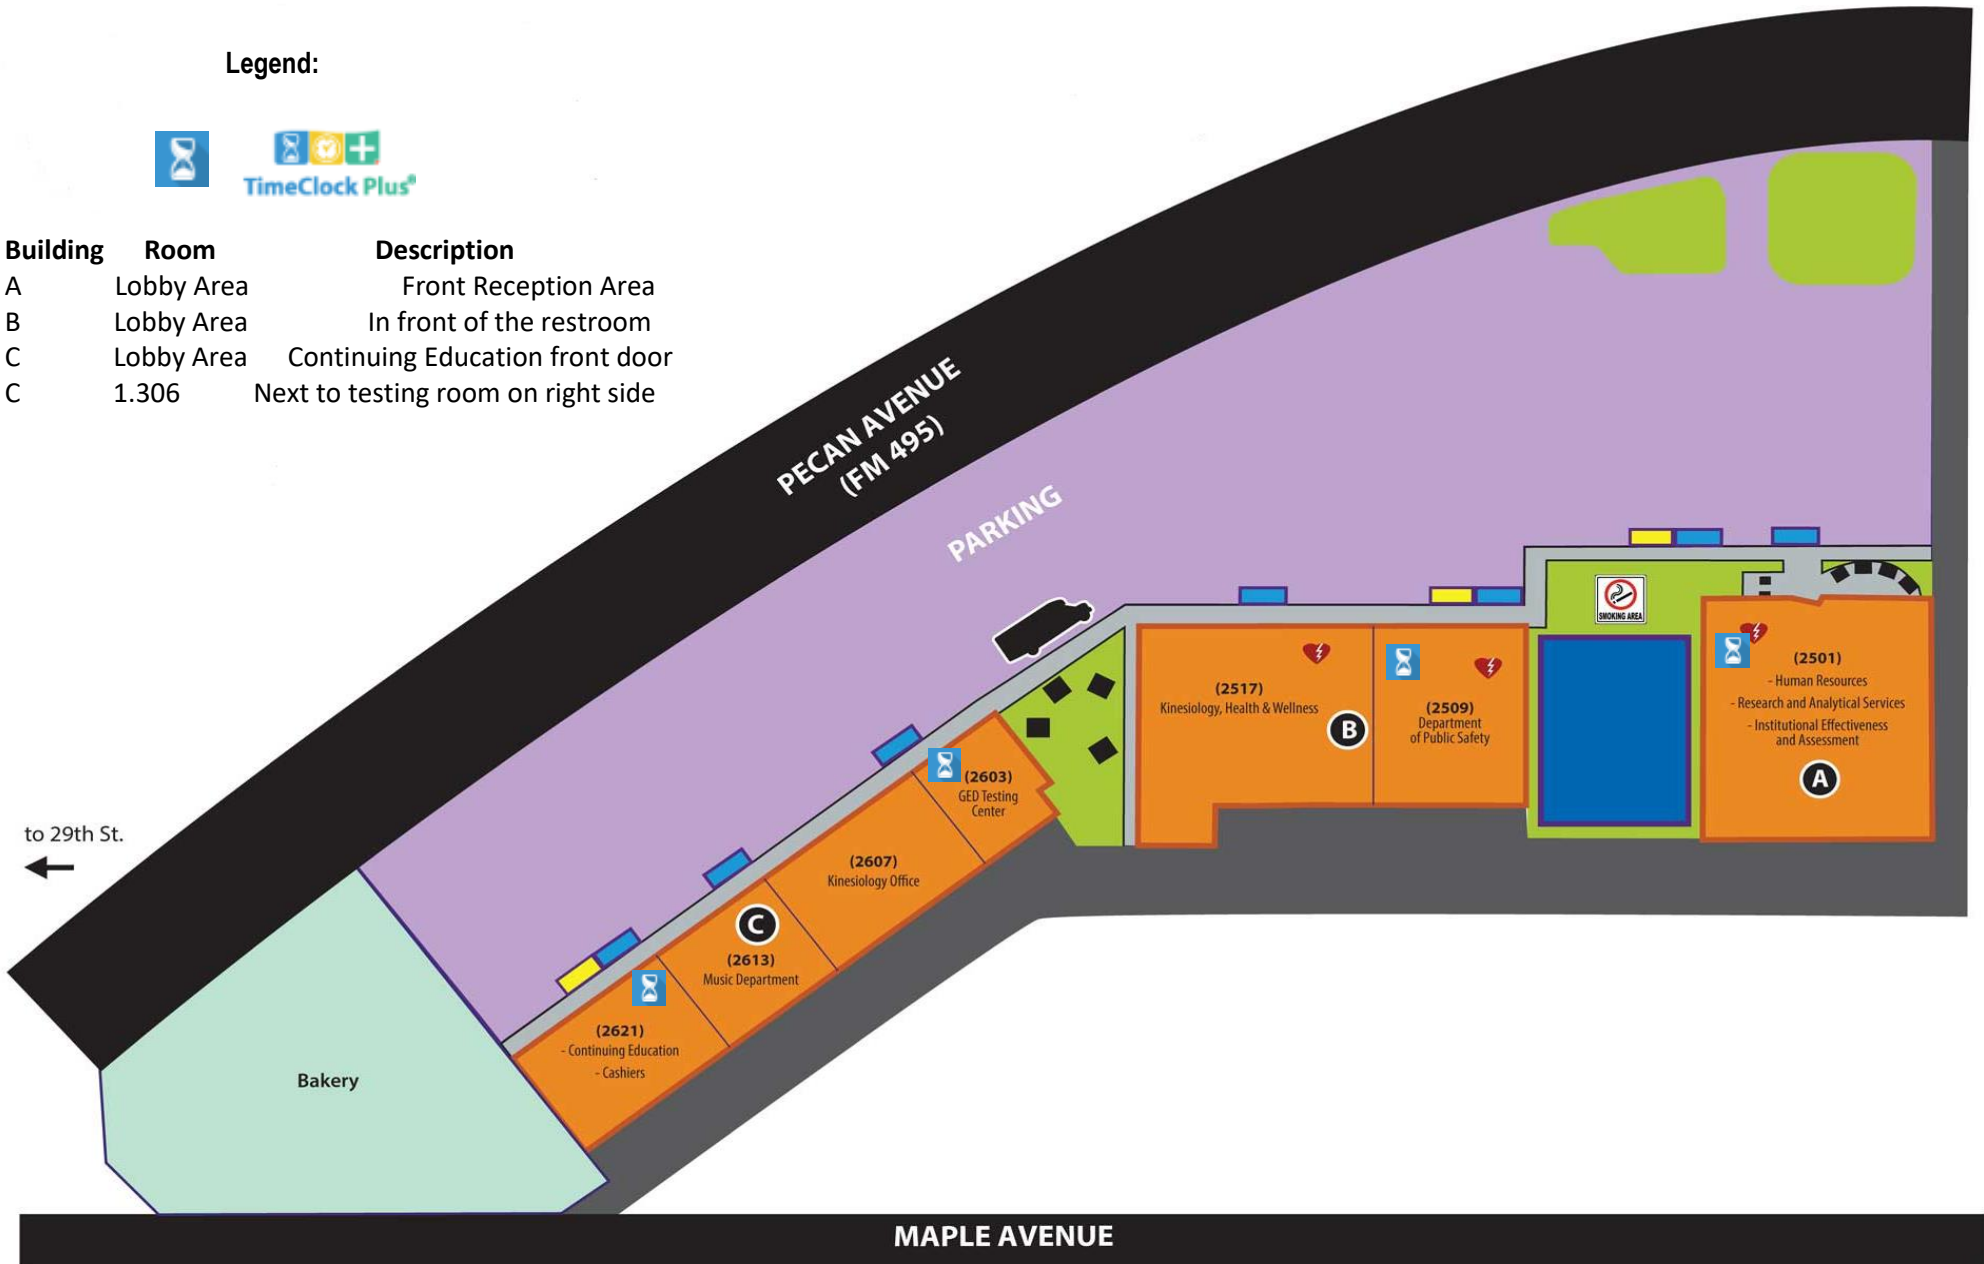 Legend:
TimeClock Plus®
Building Room Description
A Lobby Area Front Reception Area
B Lobby Area In front of the restroom
C Lobby Area Continuing Education front door
C 1.306 Next to testing room on right side
PECAN AVENUE
(FM 495)
PARKING
SMOKING AREA
(2501)
- Human Resources
- Research and Analytical Services
- Institutional Effectiveness
and Assessment
A
(2517)
Kinesiology, Health & Wellness
B
(2509)
Department
of Public Safety
(2603)
GED Testing
Center
(2607)
Kinesiology Office
C
(2613)
Music Department
(2621)
- Continuing Education
- Cashiers
to 29th St.
Bakery
MAPLE AVENUE